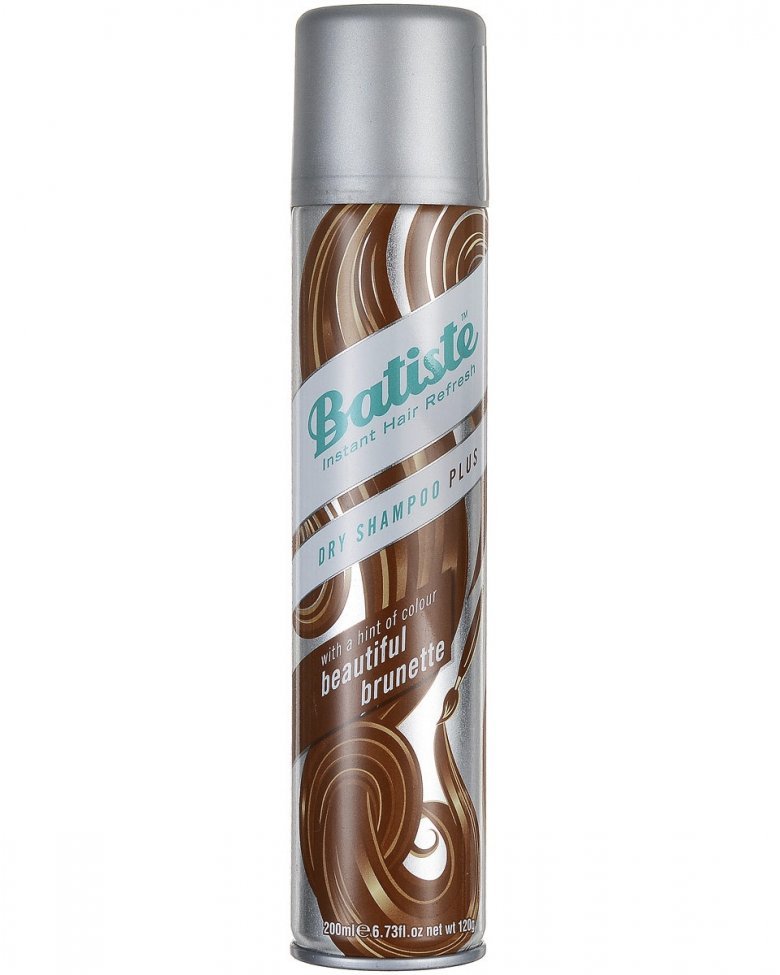 Batiste™
Instant Hair Refresh
DRY SHAMPOO PLUS
with a hint of colour
beautiful
brunette
200ml ℮ 6.73fl.oz net wt 120g